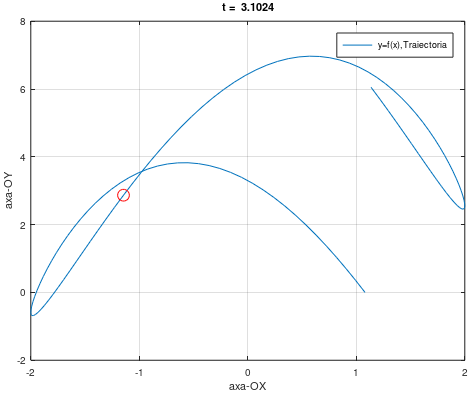 t = 3.1024
y=f(x),Traiectoria
axa-OY
8
6
4
2
0
-2
-2
-1
0
1
2
axa-OX